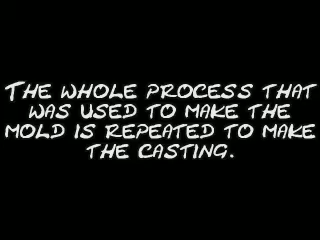 The whole process that
was used to make the
mold is repeated to make
the casting.